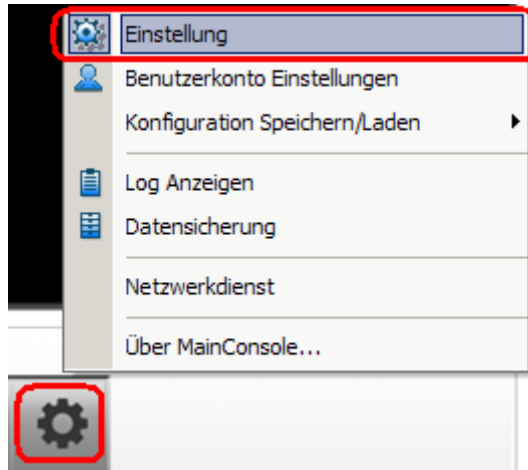 Einstellung
Benutzerkonto Einstellungen
Konfiguration Speichern/Laden
Log Anzeigen
Datensicherung
Netzwerkdienst
Über MainConsole...